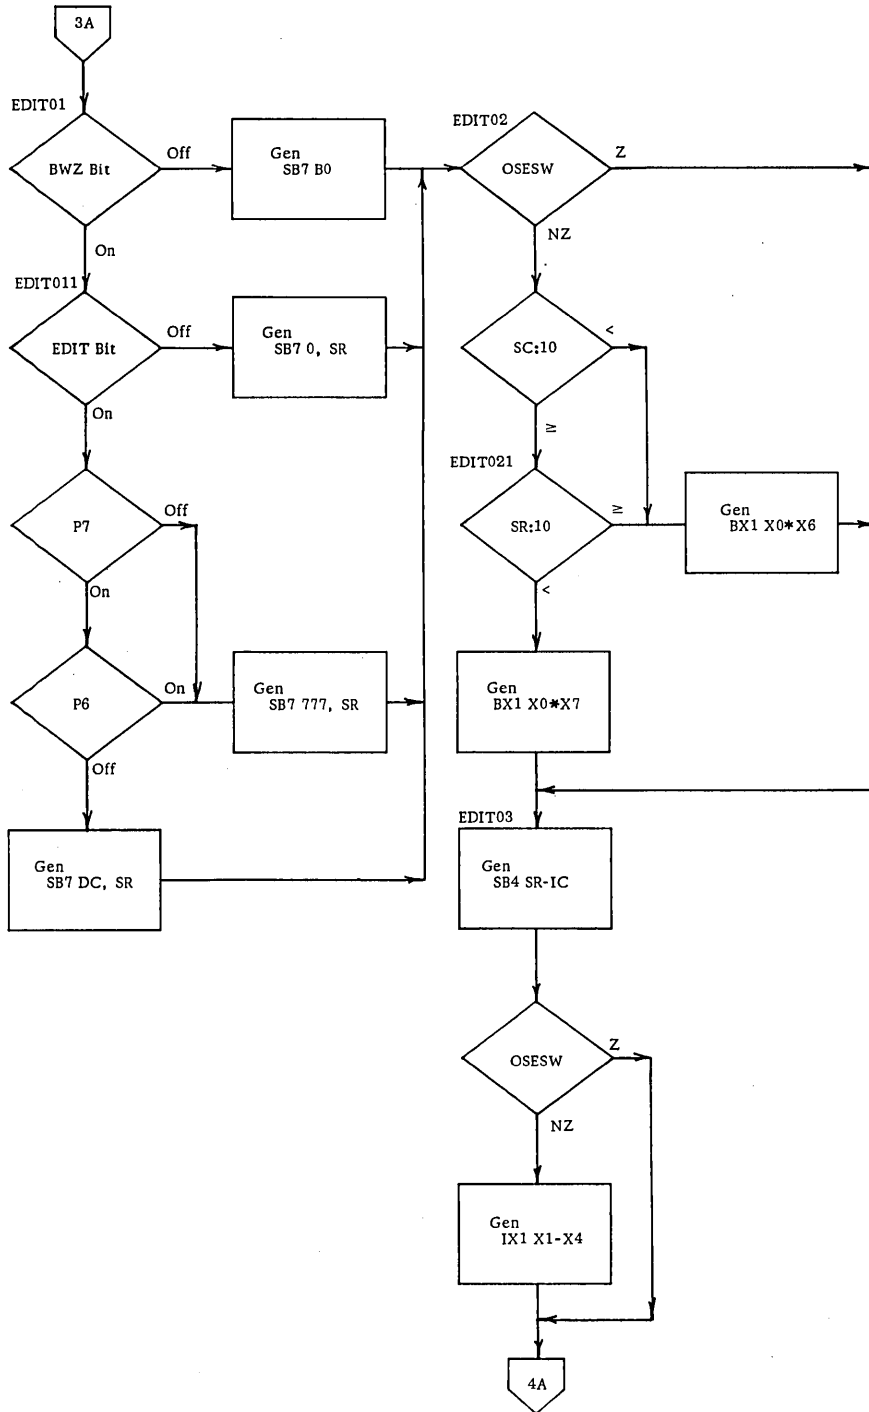 3A
EDIT01
BWZ Bit
Off
Gen
SB7 B0
On
EDIT011
EDIT Bit
Off
Gen
SB7 0, SR
On
P7
Off
On
P6
On
Gen
SB7 777, SR
Off
Gen
SB7 DC, SR
EDIT02
OSESW
Z
NZ
SC:10
<
≥
EDIT021
SR:10
≥
Gen
BX1 X0*X6
<
Gen
BX1 X0*X7
EDIT03
Gen
SB4 SR-IC
OSESW
Z
NZ
Gen
IX1 X1-X4
4A